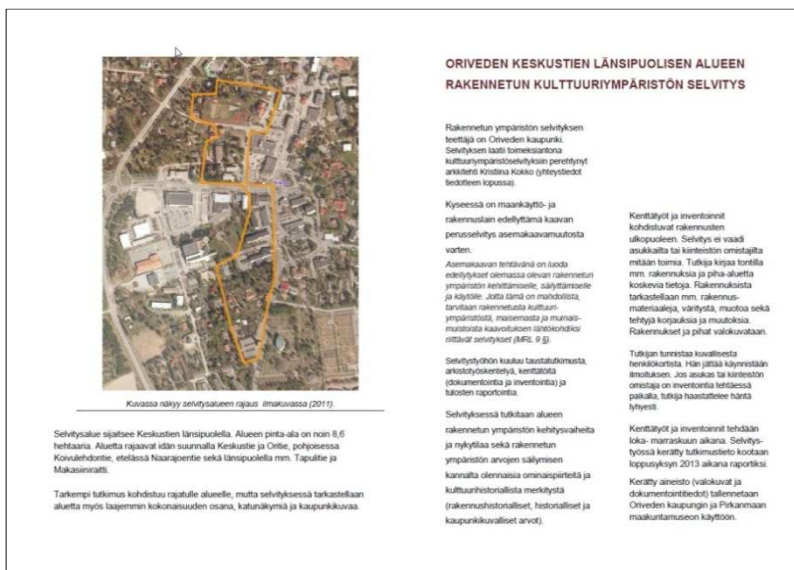 Kuvassa näkyy selvitysalueen rajaus ilmakuvassa (2011).
Selvitysalue sijaitsee Keskustien länsipuolella. Alueen pinta-ala on noin 8,6
hehtaaria. Aluetta rajaavat idän suunnalla Keskustie ja Oritie, pohjoisessa
Koivulehdontie, etelässä Naarajoentie sekä länsipuolella mm. Tapulitie ja
Makasiiniraitti.
Tarkempi tutkimus kohdistuu rajatulle alueelle, mutta selvityksessä tarkastellaan
aluetta myös laajemmin kokonaisuuden osana, katunäkymiä ja kaupunkikuvaa.
ORIVEDEN KESKUSTIEN LÄNSIPUOLISEN ALUEEN
RAKENNETUN KULTTUURIYMPÄRISTÖN SELVITYS
Rakennetun ympäristön selvityksen
teettäjä on Oriveden kaupunki.
Selvityksen laatii toimeksiantona
kulttuuriympäristöselvityksiin perehtynyt
arkkitehti Kristiina Kokko (yhteystiedot
tiedotteen lopussa).
Kyseessä on maankäyttö- ja
rakennuslain edellyttämä kaavan
perusselvitys asemakaavamuutosta
varten.
Asemakaavan tehtävänä on luoda
edellytykset olemassa olevan rakennetun
ympäristön kehittämiselle, säilyttämiselle
ja käytölle. Jotta tämä on mahdollista,
tarvitaan rakennetusta kulttuuri-
ympäristöstä, maisemasta ja muinais-
muistoista kaavoituksen lähtökohdiksi
riittävät selvitykset (MRL 9 §).
Selvitystyöhön kuuluu taustatutkimusta,
arkistotyöskentelyä, kenttätöitä
(dokumentointia ja inventointia) ja
tulosten raportointia.
Selvityksessä tutkitaan alueen
rakennetun ympäristön kehitysvaiheita
ja nykytilaa sekä rakennetun
ympäristön arvojen säilymisen
kannalta olennaisia ominaispiirteitä ja
kulttuurihistoriallista merkitystä
(rakennushistorialliset, historialliset ja
kaupunkikuvalliset arvot).
Kenttätyöt ja inventoinnit
kohdistuvat rakennusten
ulkopuoleen. Selvitys ei vaadi
asukkailta tai kiinteistön omistajilta
mitään toimia. Tutkija kirjaa tontilla
mm. rakennuksia ja piha-aluetta
koskevia tietoja. Rakennuksista
tarkastellaan mm. rakennus-
materiaaleja, väritystä, muotoa sekä
tehtyjä korjauksia ja muutoksia.
Rakennukset ja pihat valokuvataan.
Tutkijan tunnistaa kuvallisesta
henkilökortista. Hän jättää käynnistään
ilmoituksen. Jos asukas tai kiinteistön
omistaja on inventointia tehtäessä
paikalla, tutkija haastattelee häntä
lyhyesti.
Kenttätyöt ja inventoinnit tehdään
loka- marraskuun aikana. Selvitys-
työssä kerätty tutkimustieto kootaan
loppusyksyn 2013 aikana raportiksi.
Kerätty aineisto (valokuvat ja
dokumentointitiedot) tallennetaan
Oriveden kaupungin ja Pirkanmaan
maakuntamuseon käyttöön.